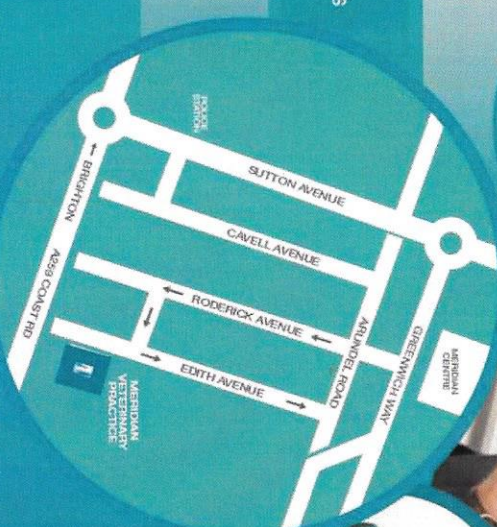 S
POLICE
STATION
SUTTON AVENUE
BRIGHTON
A259 COAST RD
CAVELL AVENUE
RODERICK AVENUE
ARUNDEL ROAD
GREENWICH WAY
MERIDIAN
CENTRE
EDITH AVENUE
MERIDIAN
VETERINARY
PRACTICE